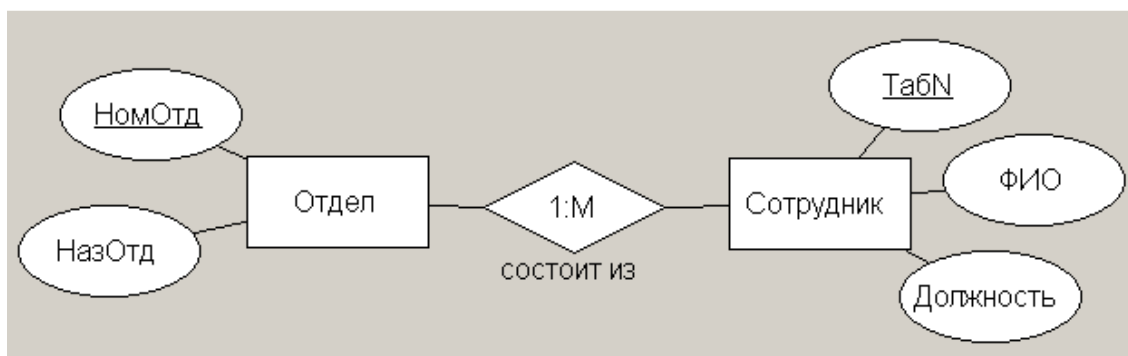 ТабN
НомОтд
ФИО
Отдел
1:М
Сотрудник
НазОтд
состоит из
Должность